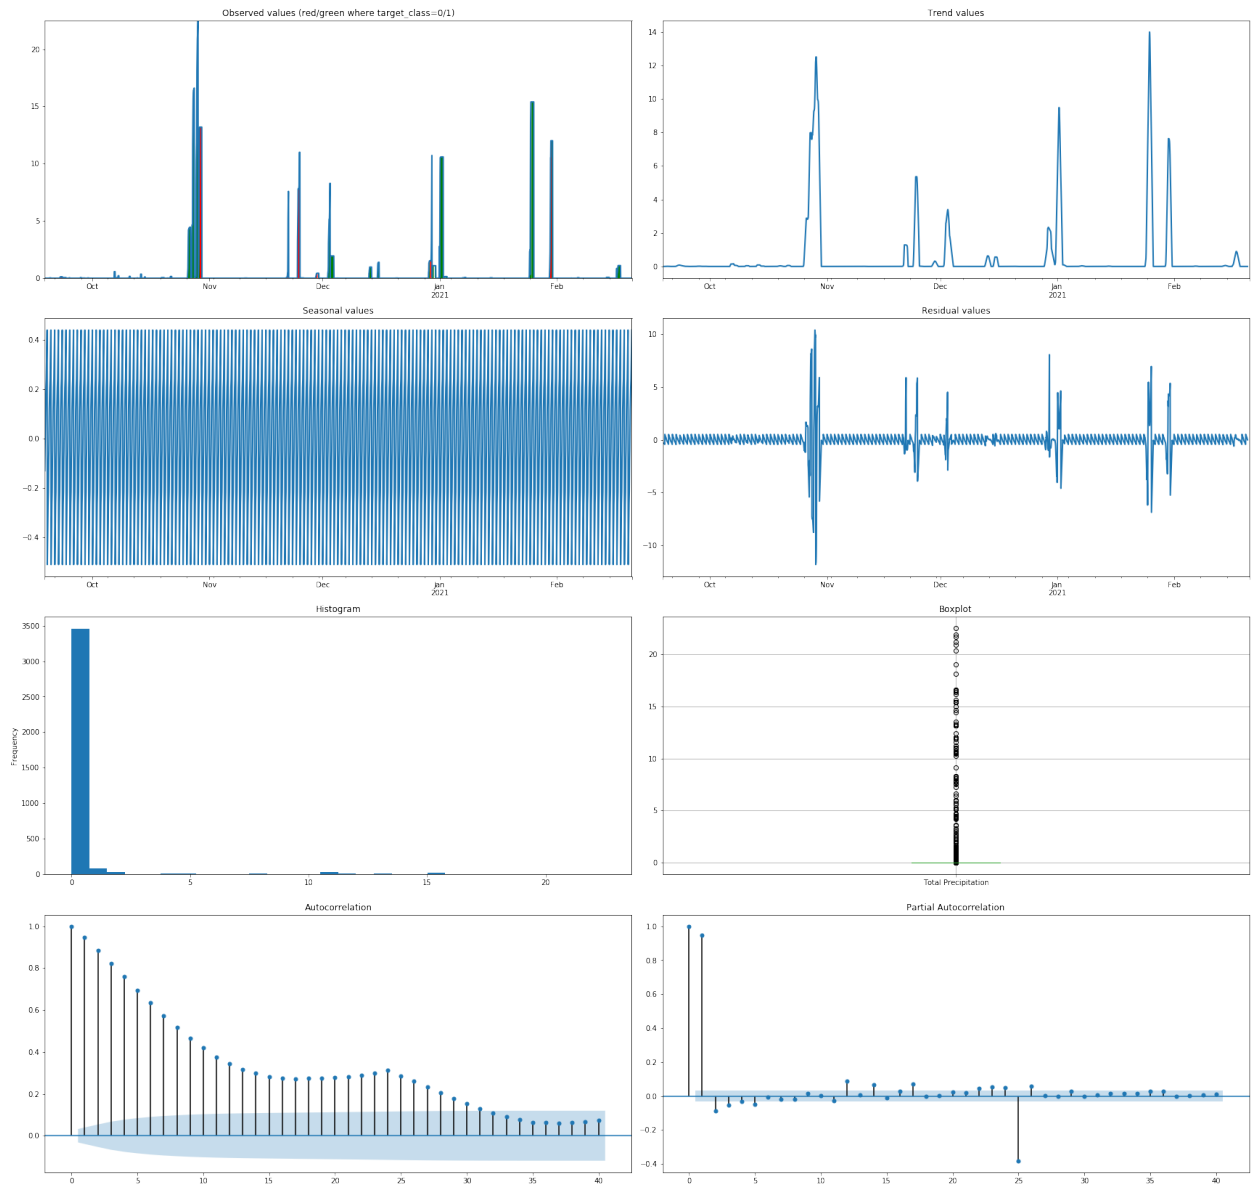 Observed values (red/green where target_class=0/1)
20
15
10
5
0
Oct
Nov
Dec
Jan
2021
Feb
Trend values
14
12
10
8
6
4
2
0
Oct
Nov
Dec
Jan
2021
Feb
Seasonal values
0.4
0.2
0.0
−0.2
−0.4
Oct
Nov
Dec
Jan
2021
Feb
Residual values
10
5
0
−5
−10
Oct
Nov
Dec
Jan
2021
Feb
Histogram
Frequency
3500
3000
2500
2000
1500
1000
500
0
0
5
10
15
20
Boxplot
20
15
10
5
0
Total Precipitation
Autocorrelation
1.0
0.8
0.6
0.4
0.2
0.0
0
5
10
15
20
25
30
35
40
Partial Autocorrelation
1.0
0.8
0.6
0.4
0.2
0.0
−0.2
−0.4
0
5
10
15
20
25
30
35
40